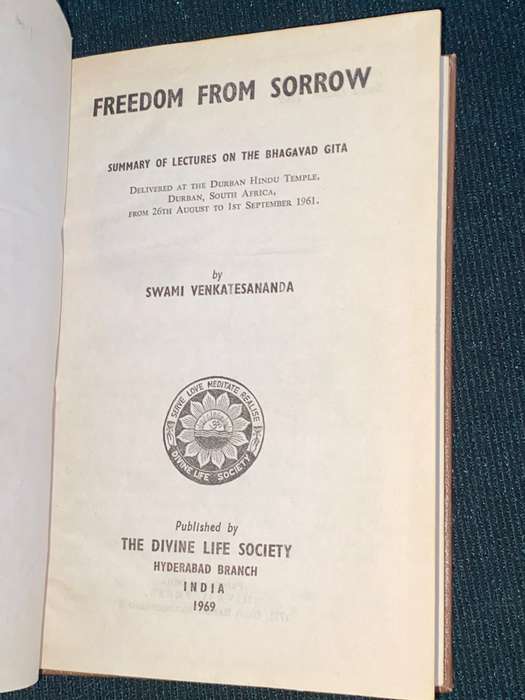 FREEDOM FROM SORROW
SUMMARY OF LECTURES ON THE BHAGAVAD GITA
DELIVERED AT THE DURBAN HINDU TEMPLE,
DURBAN, SOUTH AFRICA,
FROM 26TH AUGUST TO 1ST SEPTEMBER 1961.
by
SWAMI VENKATESANANDA
SERVE LOVE MEDITATE REALISE
DIVINE LIFE SOCIETY
Published by
THE DIVINE LIFE SOCIETY
HYDERABAD BRANCH
INDIA
1969